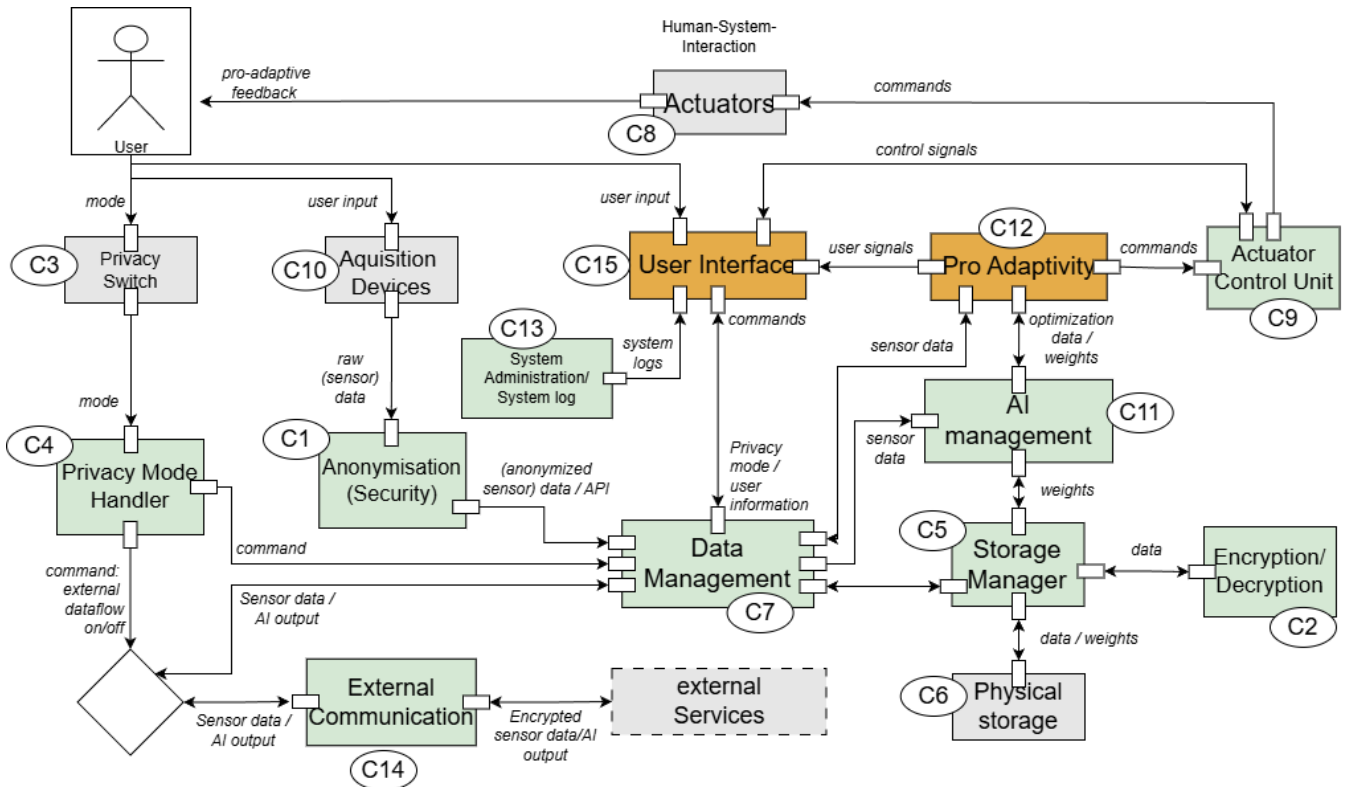 Human-System-
Interaction
pro-adaptive
feedback
Actuators
commands
C8
User
control signals
mode
user input
user input
C12
C3
Privacy
Switch
C10
Aquisition
Devices
C15
User Interface
user signals
Pro Adaptivity
commands
Actuator
Control Unit
C9
C13
System
Administration/
System log
system
logs
commands
sensor data
optimization
data /
weights
raw
(sensor)
data
mode
AI
management
C11
C4
Privacy Mode
Handler
C1
Anonymisation
(Security)
(anonymized
sensor) data / API
Privacy
mode /
user
information
sensor
data
weights
C5
Storage
Manager
data
Encryption/
Decryption
C2
command
Data
Management
C7
command:
external
dataflow
on/off
Sensor data /
AI output
data / weights
External
Communication
C14
Sensor data /
AI output
Encrypted
sensor data/AI
output
external
Services
C6
Physical
storage